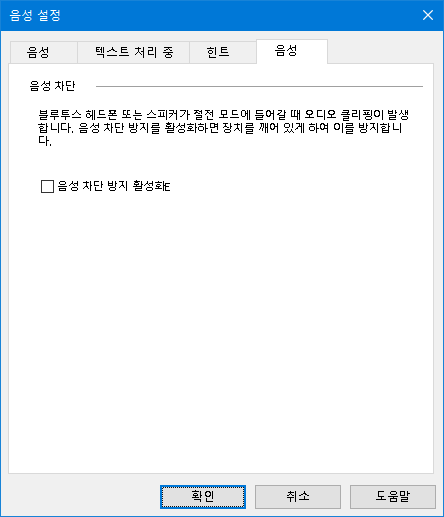 음성 설정
음성 텍스트 처리 중 힌트 음성
음성 차단
블루투스 헤드폰 또는 스피커가 절전 모드에 들어갈 때 오디오 클리핑이 발생
합니다. 음성 차단 방지를 활성화하면 장치를 깨어 있게 하여 이를 방지합니
다.
음성 차단 방지 활성화E
확인 취소 도움말